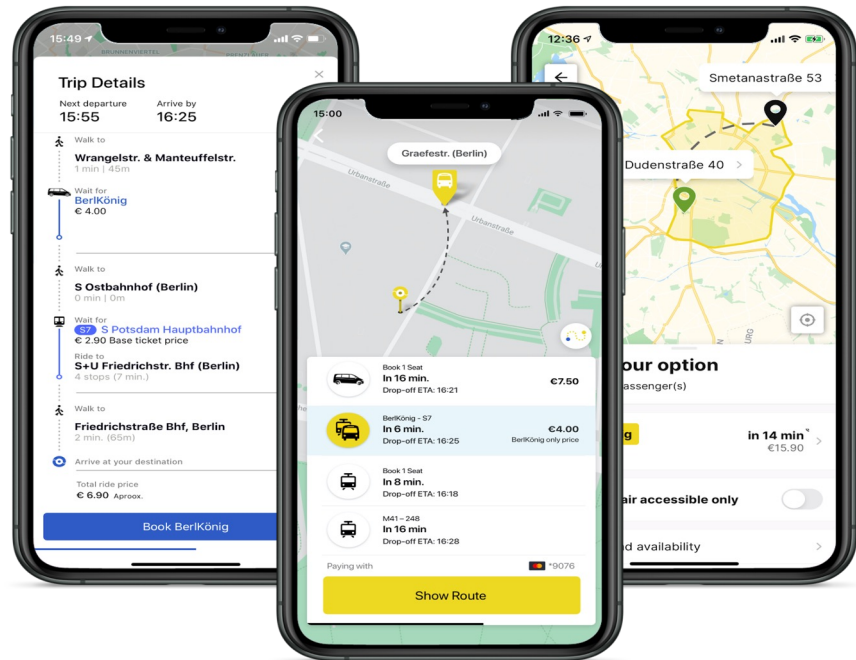 15:49
BRUNNENVIERTEL
Trip Details
Next departure
Arrive by
15:55
16:25
Walk to
Wrangelstr. & Manteuffelstr.
1 min | 45m
Wait for
BerlKönig
€ 4.00
Walk to
S Ostbahnhof (Berlin)
0 min | 0m
Wait for
S7 S Potsdam Hauptbahnhof
€ 2.90 Base ticket price
Ride to
S+U Friedrichstr. Bhf (Berlin)
4 stops (7 min.)
Walk to
Friedrichstraße Bhf, Berlin
2 min. (65m)
Arrive at your destination
Total ride price
€ 6.90 Aproox.
Book BerlKönig
15:00
Graefestr. (Berlin)
Urbanstraße
Urbanstraße
Book 1 Seat
In 16 min.
Drop-off ETA: 16:21
€7.50
BerlKönig - S7
In 6 min.
Drop-off ETA: 16:25
€4.00
BerlKönig only price
Book 1 Seat
In 8 min.
Drop-off ETA: 16:18
M41 – 248
In 16 min
Drop-off ETA: 16:28
Paying with
*9076
Show Route
12:36
Smetanastraße 53
Dudenstraße 40
our option
assenger(s)
g
in 14 min
€15.90
air accessible only
nd availability